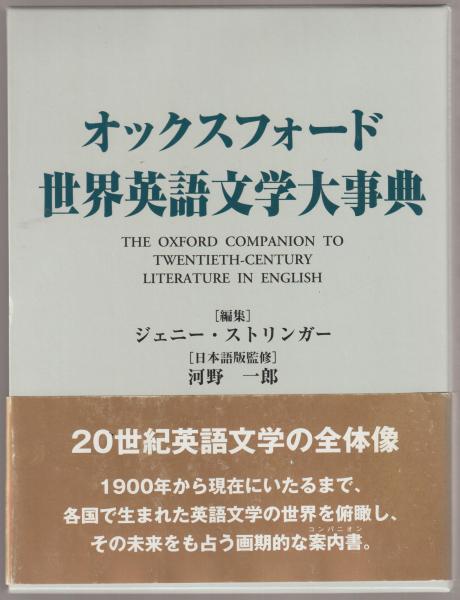 オックスフォード
世界英語文学大事典
THE OXFORD COMPANION TO
TWENTIETH-CENTURY
LITERATURE IN ENGLISH
［編集］
ジェニー・ストリンガー
［日本語版監修］
河野 一郎
20世紀英語文学の全体像
1900年から現在にいたるまで、
各国で生まれた英語文学の世界を俯瞰し、
コンパニオン
その未来をも占う画期的な案内書。